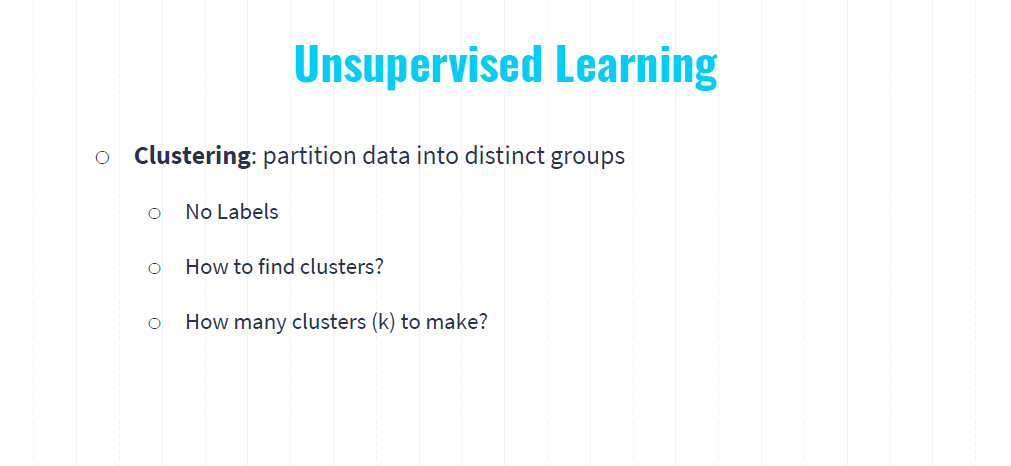 Unsupervised Learning
Clustering: partition data into distinct groups
No Labels
How to find clusters?
How many clusters (k) to make?